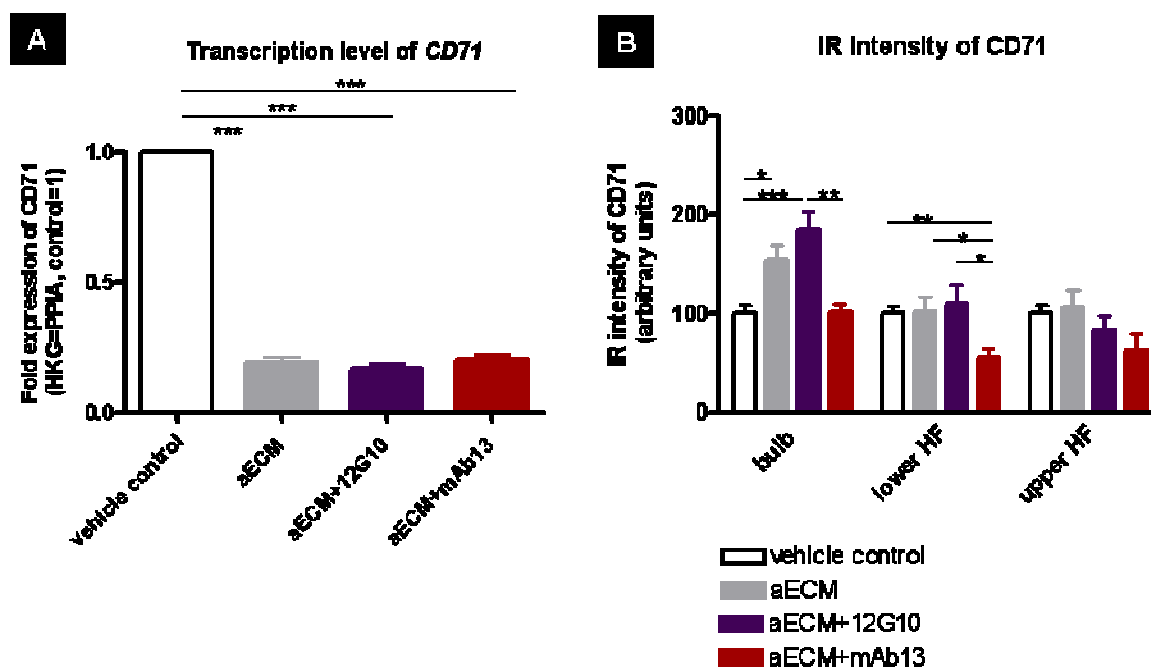 A
Transcription level of CD71
***
***
***
Fold expression of CD71
(HKG=PPIA, control=1)
1.0
0.5
0.0
vehicle control
aECM
aECM+12G10
aECM+mAb13
B
IR Intensity of CD71
IR intensity of CD71
(arbitrary units)
300
200
100
0
*
***
**
**
*
*
bulb
lower HF
upper HF
vehicle control
aECM
aECM+12G10
aECM+mAb13